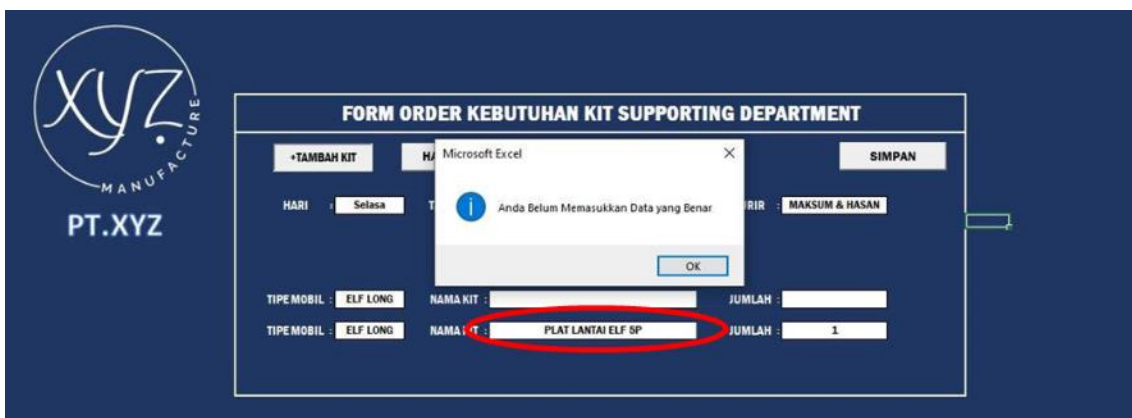 XYZ
MANUFACTURE
PT.XYZ
FORM ORDER KEBUTUHAN KIT SUPPORTING DEPARTMENT
+TAMBAH KIT
SIMPAN
Microsoft Excel
Anda Belum Memasukkan Data yang Benar
OK
HARI : Selasa
: MAKSUM & HASAN
TIPE MOBIL : ELF LONG NAMA KIT : JUMLAH :
TIPE MOBIL : ELF LONG NAMA KIT : PLAT LANTAI ELF 5P JUMLAH : 1